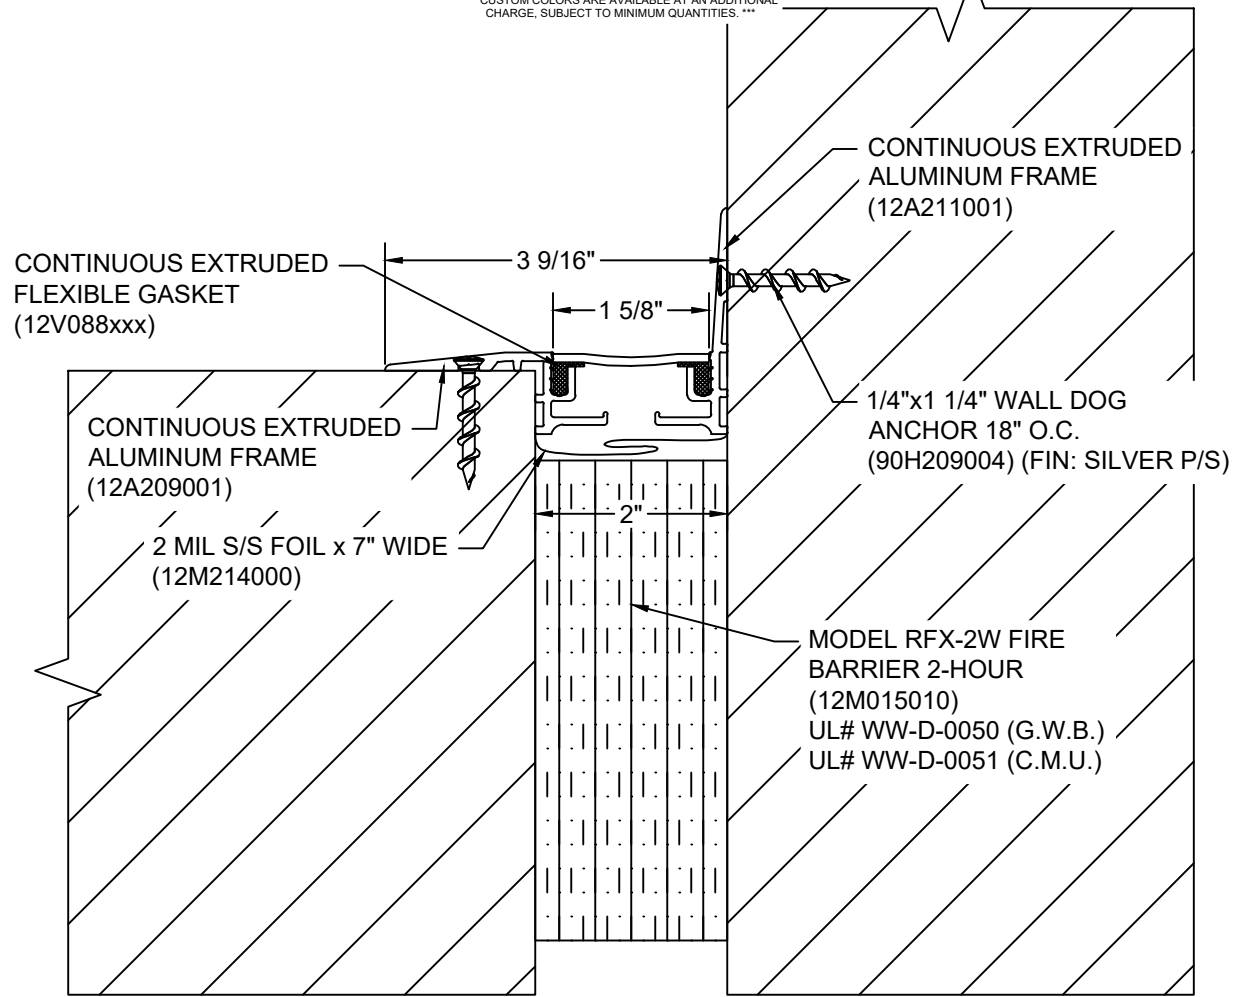 CUSTOM COLORS ARE AVAILABLE AT AN ADDITIONAL
CHARGE, SUBJECT TO MINIMUM QUANTITIES. ***
CONTINUOUS EXTRUDED
ALUMINUM FRAME
(12A211001)
3 9/16"
CONTINUOUS EXTRUDED
FLEXIBLE GASKET
(12V088xxx)
1 5/8"
1/4"x1 1/4" WALL DOG
ANCHOR 18" O.C.
(90H209004) (FIN: SILVER P/S)
CONTINUOUS EXTRUDED
ALUMINUM FRAME
(12A209001)
2"
2 MIL S/S FOIL x 7" WIDE
(12M214000)
MODEL RFX-2W FIRE
BARRIER 2-HOUR
(12M015010)
UL# WW-D-0050 (G.W.B.)
UL# WW-D-0051 (C.M.U.)